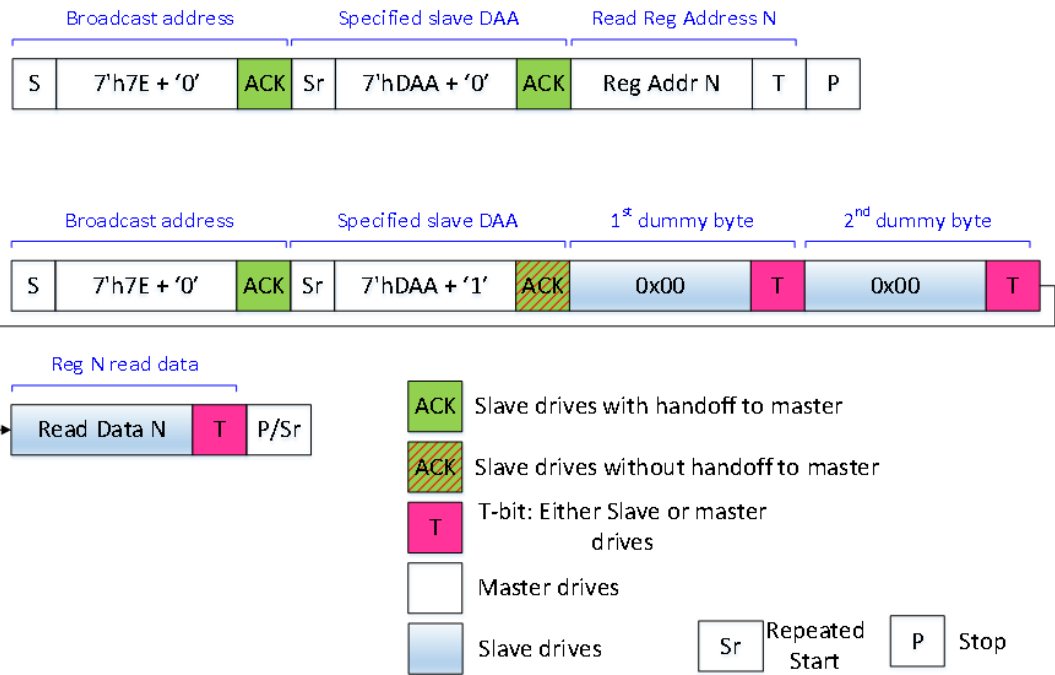 Broadcast address Specified slave DAA Read Reg Address N
S 7'h7E + ‘0’ ACK Sr 7'hDAA + ‘0’ ACK Reg Addr N T P
Broadcast address Specified slave DAA 1st dummy byte 2nd dummy byte
S 7'h7E + ‘0’ ACK Sr 7'hDAA + ‘1’ ACK 0x00 T 0x00 T
Reg N read data
Read Data N T P/Sr
ACK Slave drives with handoff to master
ACK Slave drives without handoff to master
T T-bit: Either Slave or master
drives
Master drives
Slave drives
Sr Repeated
Start
P Stop